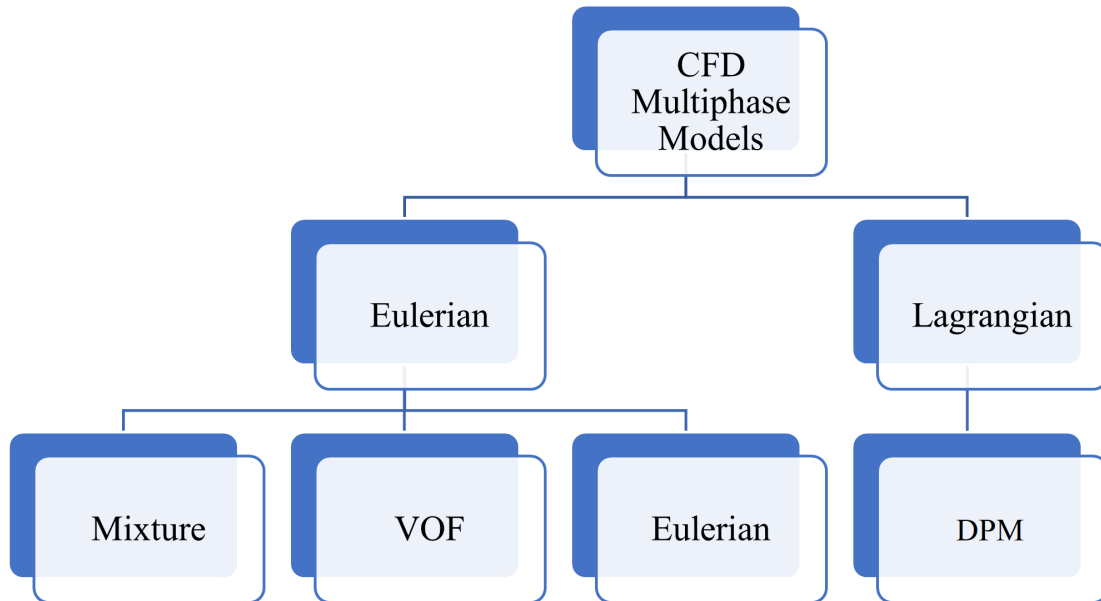 CFD
Multiphase
Models
Eulerian
Lagrangian
Mixture
VOF
Eulerian
DPM